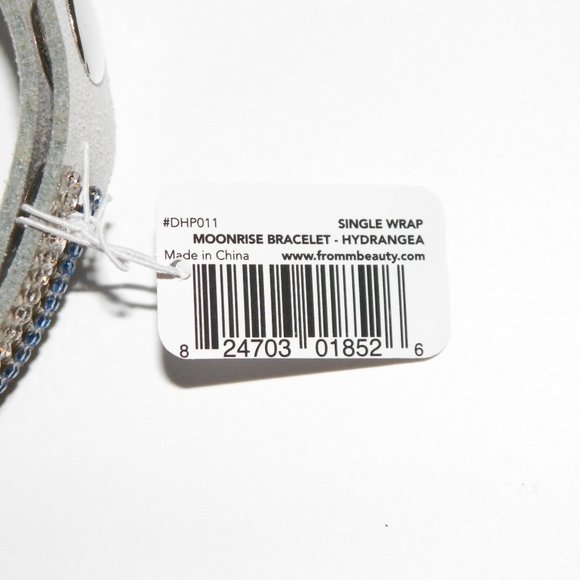 #DHP011 SINGLE WRAP
MOONRISE BRACELET - HYDRANGEA
Made in China www.frommbeauty.com
8 24703 01852 6